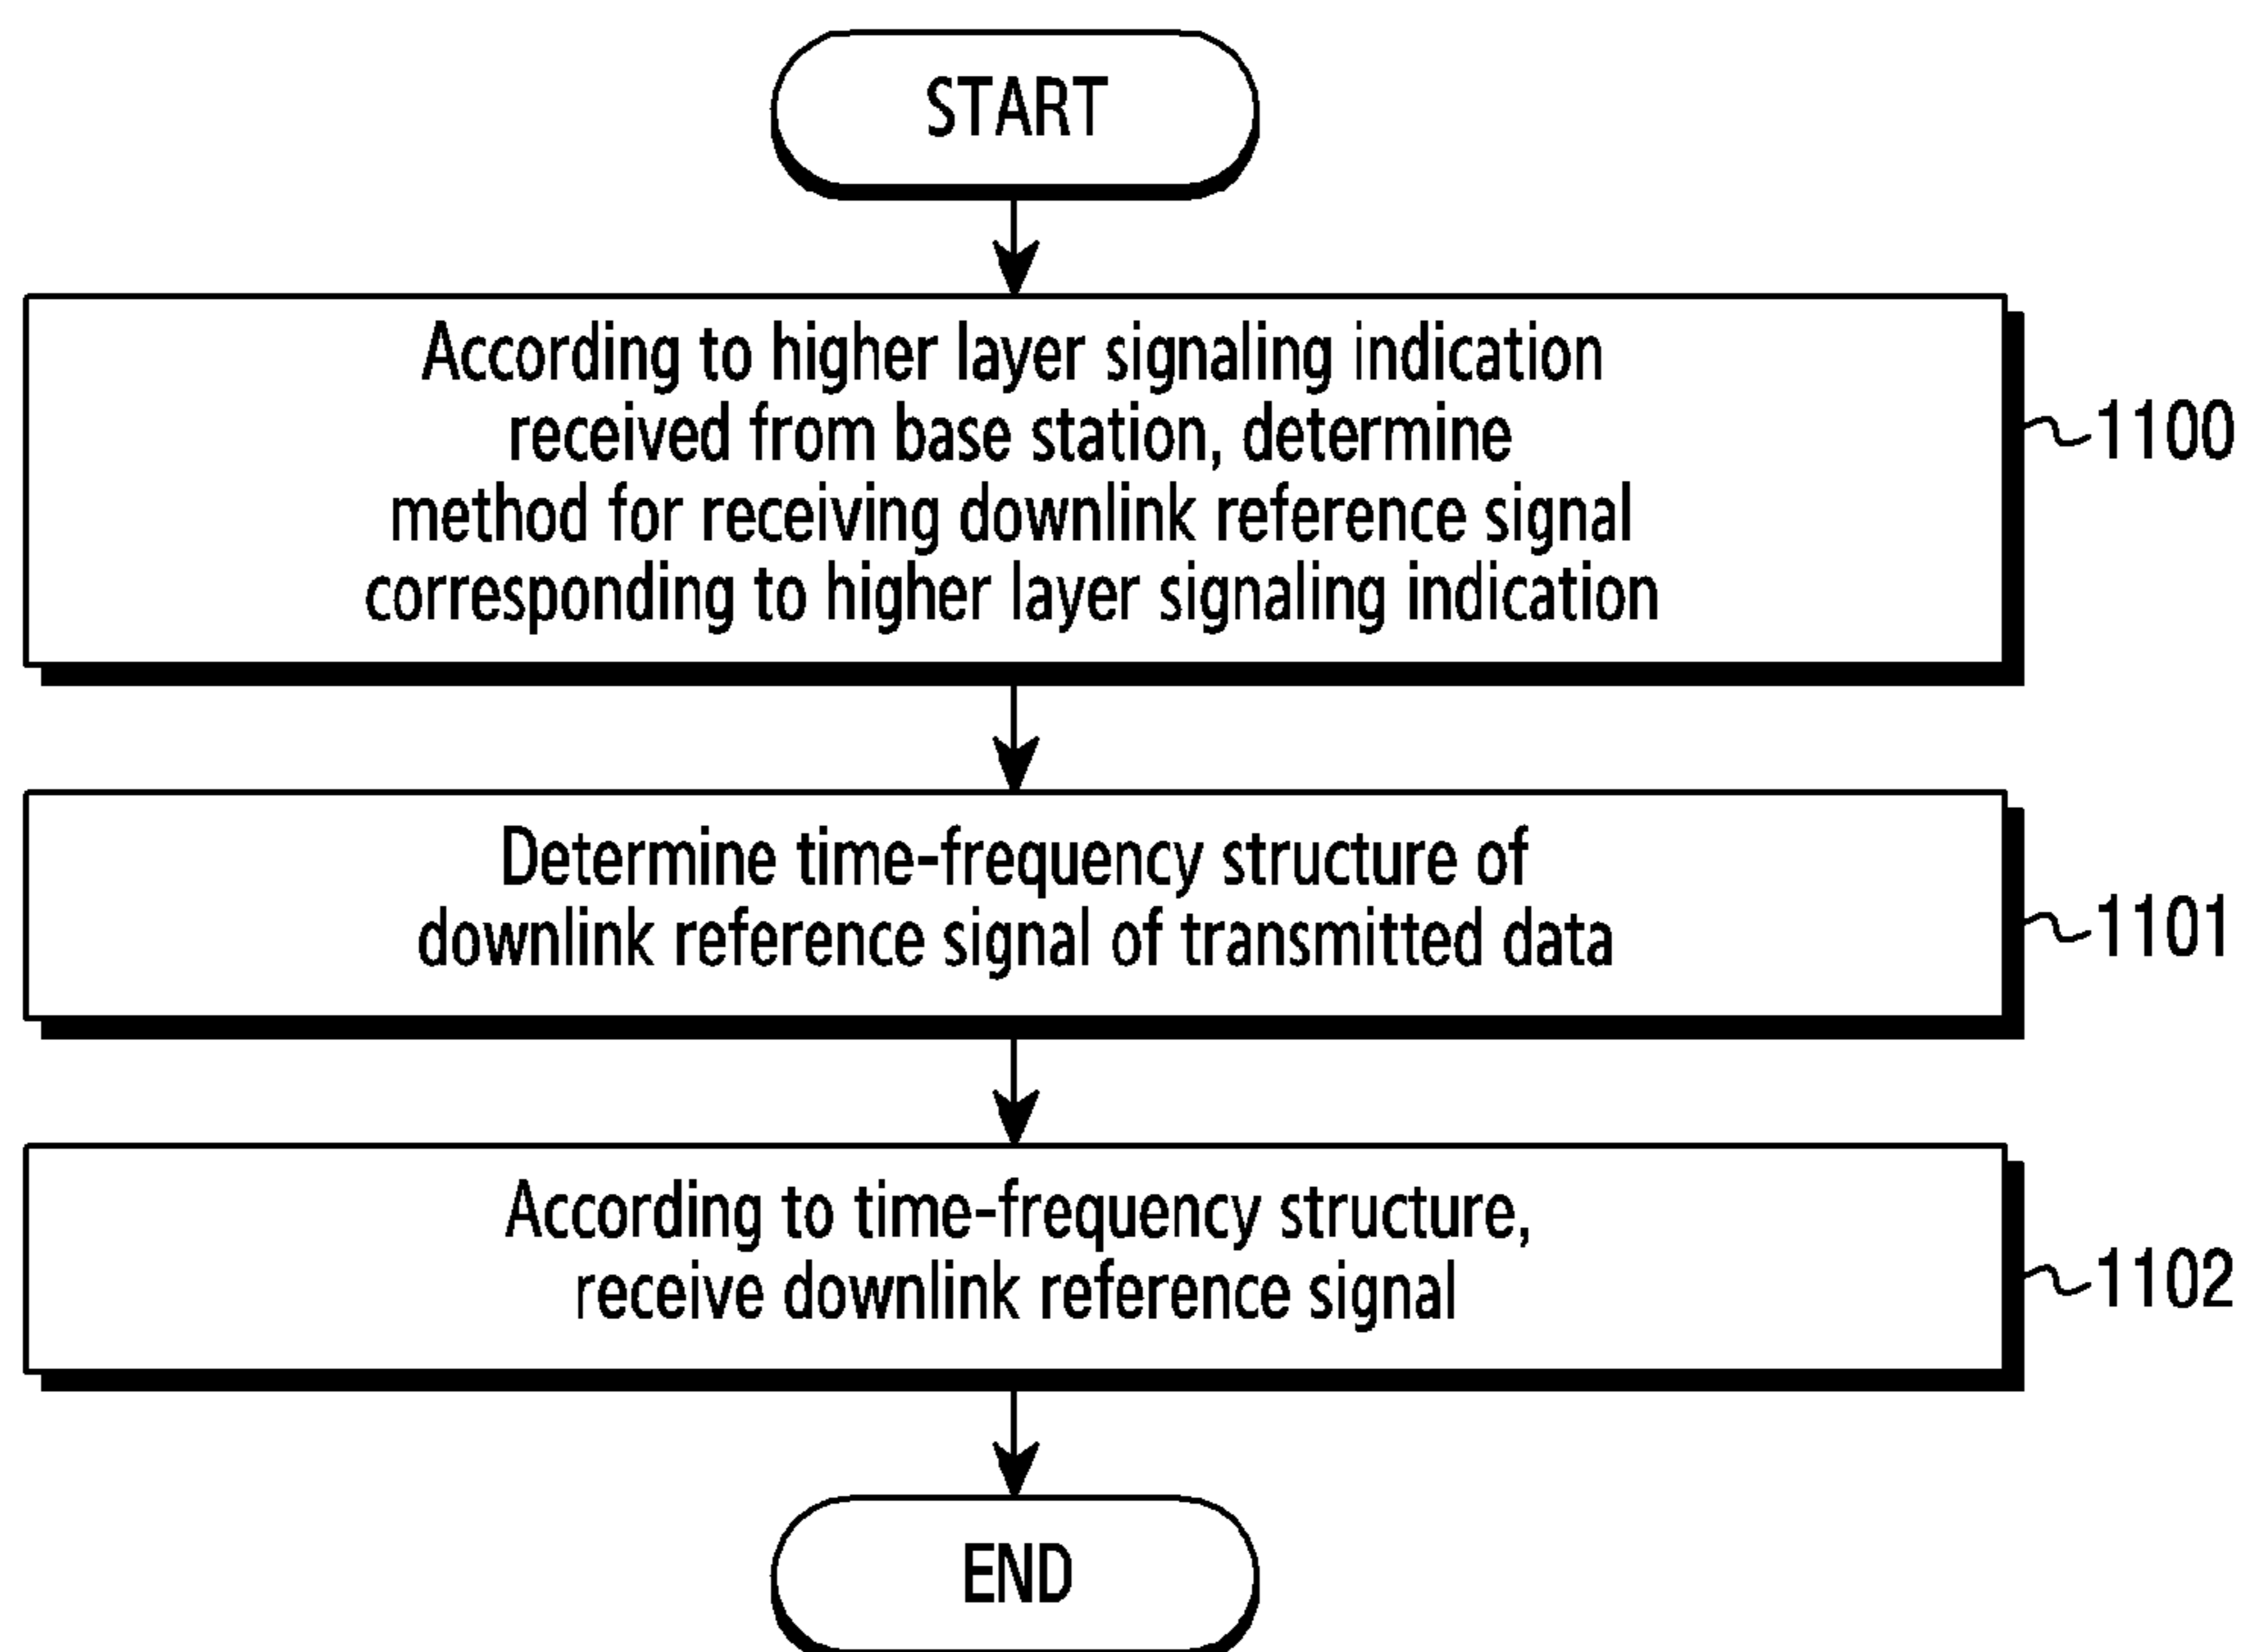 START
According to higher layer signaling indication
received from base station, determine
method for receiving downlink reference signal
corresponding to higher layer signaling indication
1100
Determine time-frequency structure of
downlink reference signal of transmitted data
1101
According to time-frequency structure,
receive downlink reference signal
1102
END